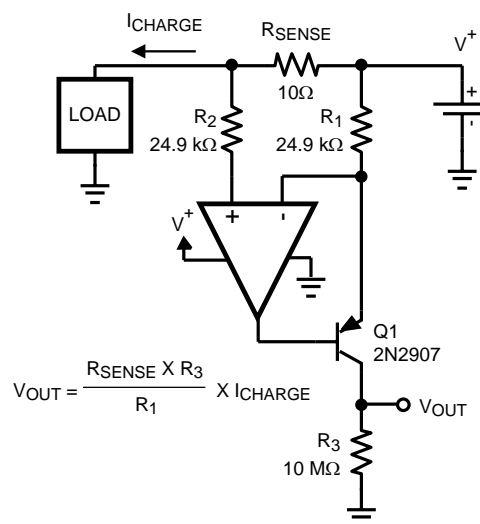 ICHARGE
RSENSE
10Ω
V+
+
-
LOAD
R2
24.9 kΩ
R1
24.9 kΩ
V+
+
-
Q1
2N2907
VOUT = RSENSE X R3 / R1 X ICHARGE
VOUT
R3
10 MΩ